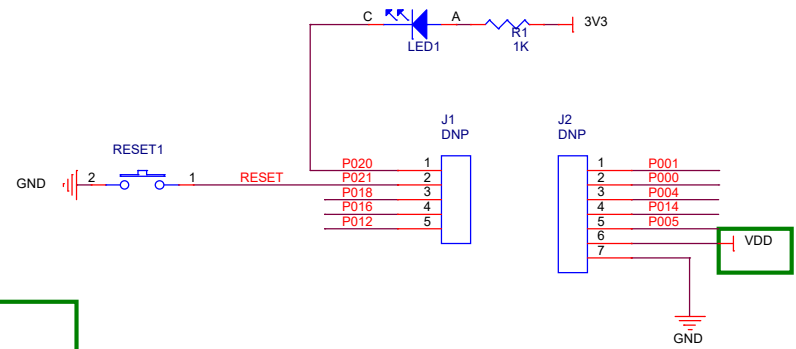 C
A
3V3
LED1
R1
1K
J1
DNP
J2
DNP
RESET1
P020
1
1
P001
GND
2
1
RESET
P021
2
2
P000
P018
3
3
P004
P016
4
4
P014
P012
5
5
P005
6
VDD
7
GND